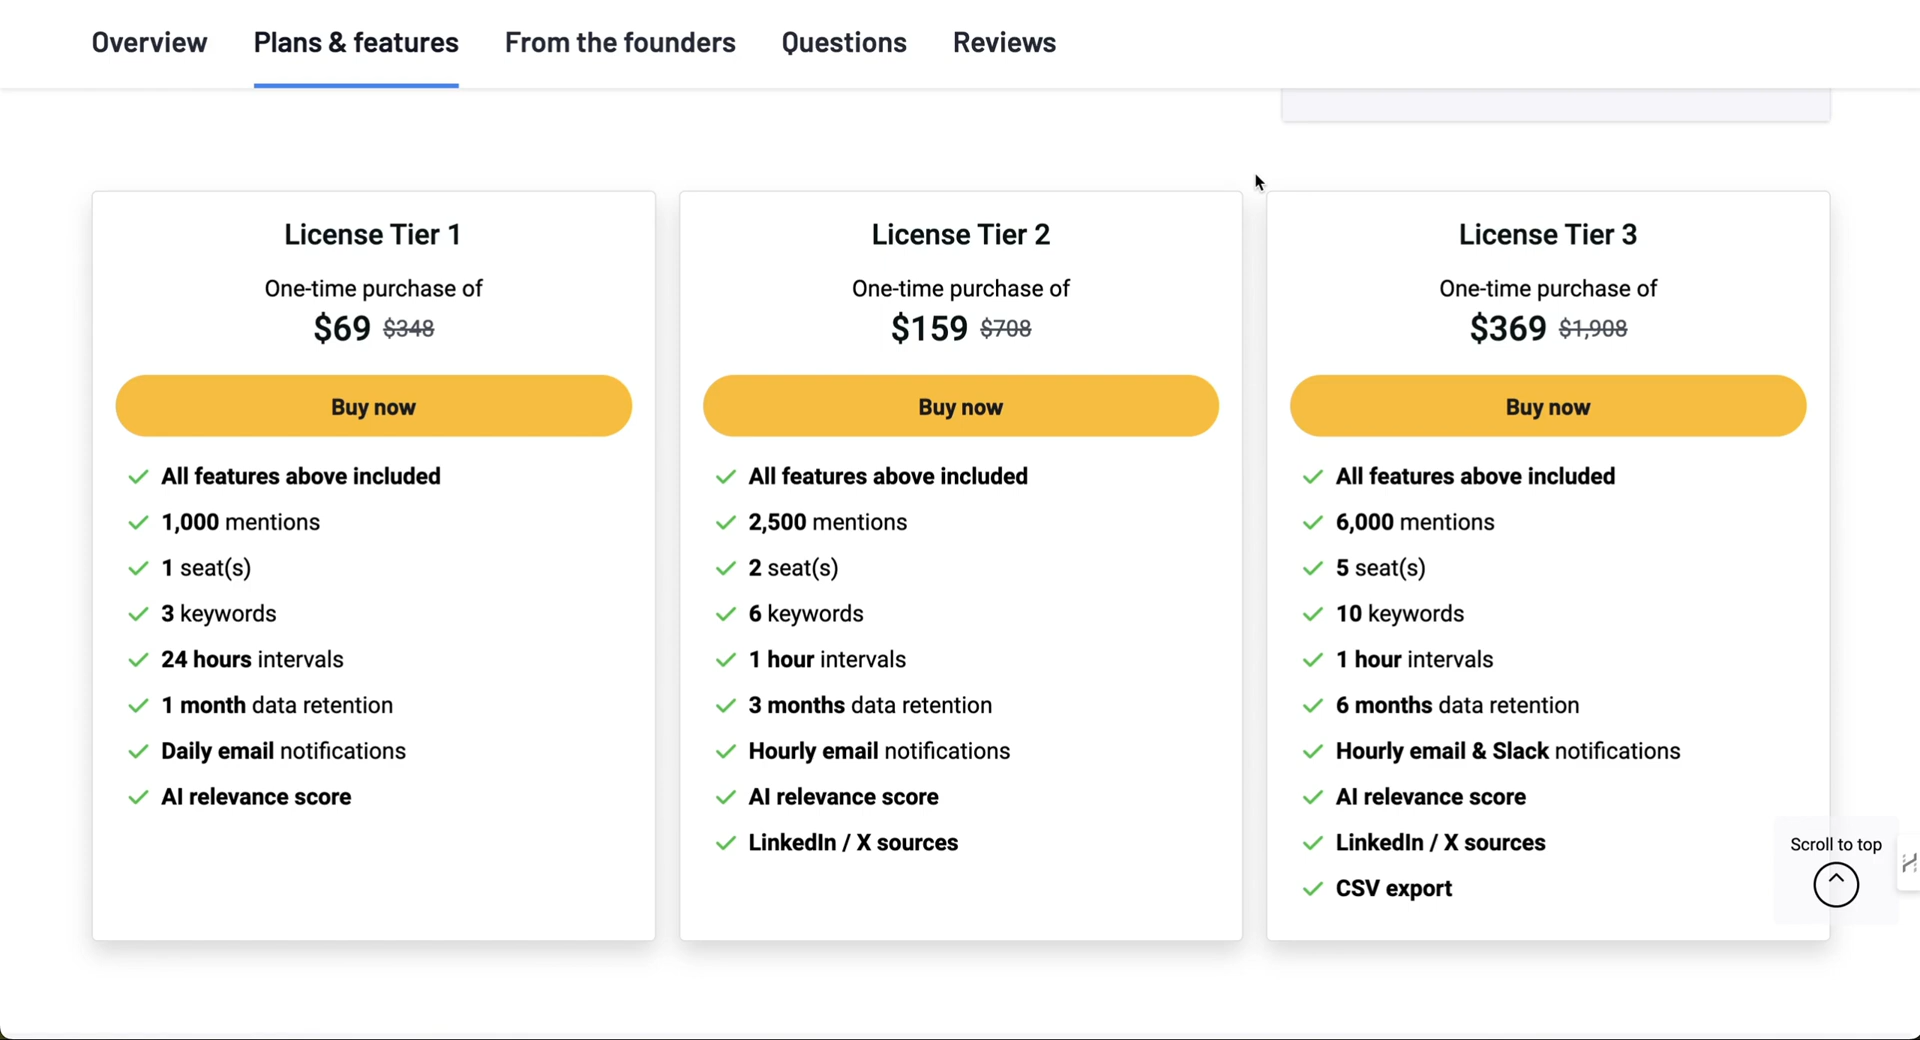 Overview
Plans & features
From the founders
Questions
Reviews
License Tier 1
One-time purchase of
$69 $348
Buy now
All features above included
1,000 mentions
1 seat(s)
3 keywords
24 hours intervals
1 month data retention
Daily email notifications
AI relevance score
License Tier 2
One-time purchase of
$159 $708
Buy now
All features above included
2,500 mentions
2 seat(s)
6 keywords
1 hour intervals
3 months data retention
Hourly email notifications
AI relevance score
LinkedIn / X sources
License Tier 3
One-time purchase of
$369 $1,908
Buy now
All features above included
6,000 mentions
5 seat(s)
10 keywords
1 hour intervals
6 months data retention
Hourly email & Slack notifications
AI relevance score
LinkedIn / X sources
CSV export
Scroll to top